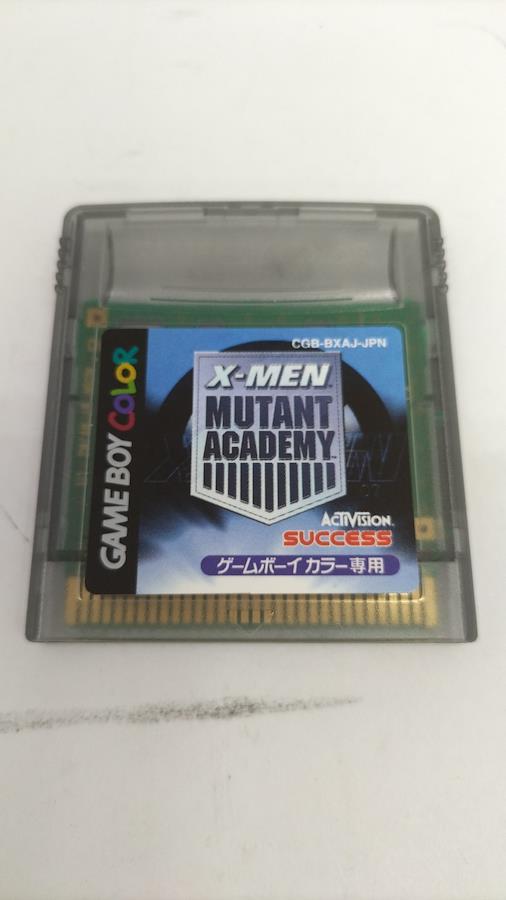 GAME BOY COLOR
CGB-BXAJ-JPN
X-MEN
MUTANT
ACADEMY
ACTIVISION
SUCCESS
ゲームボーイ カラー専用